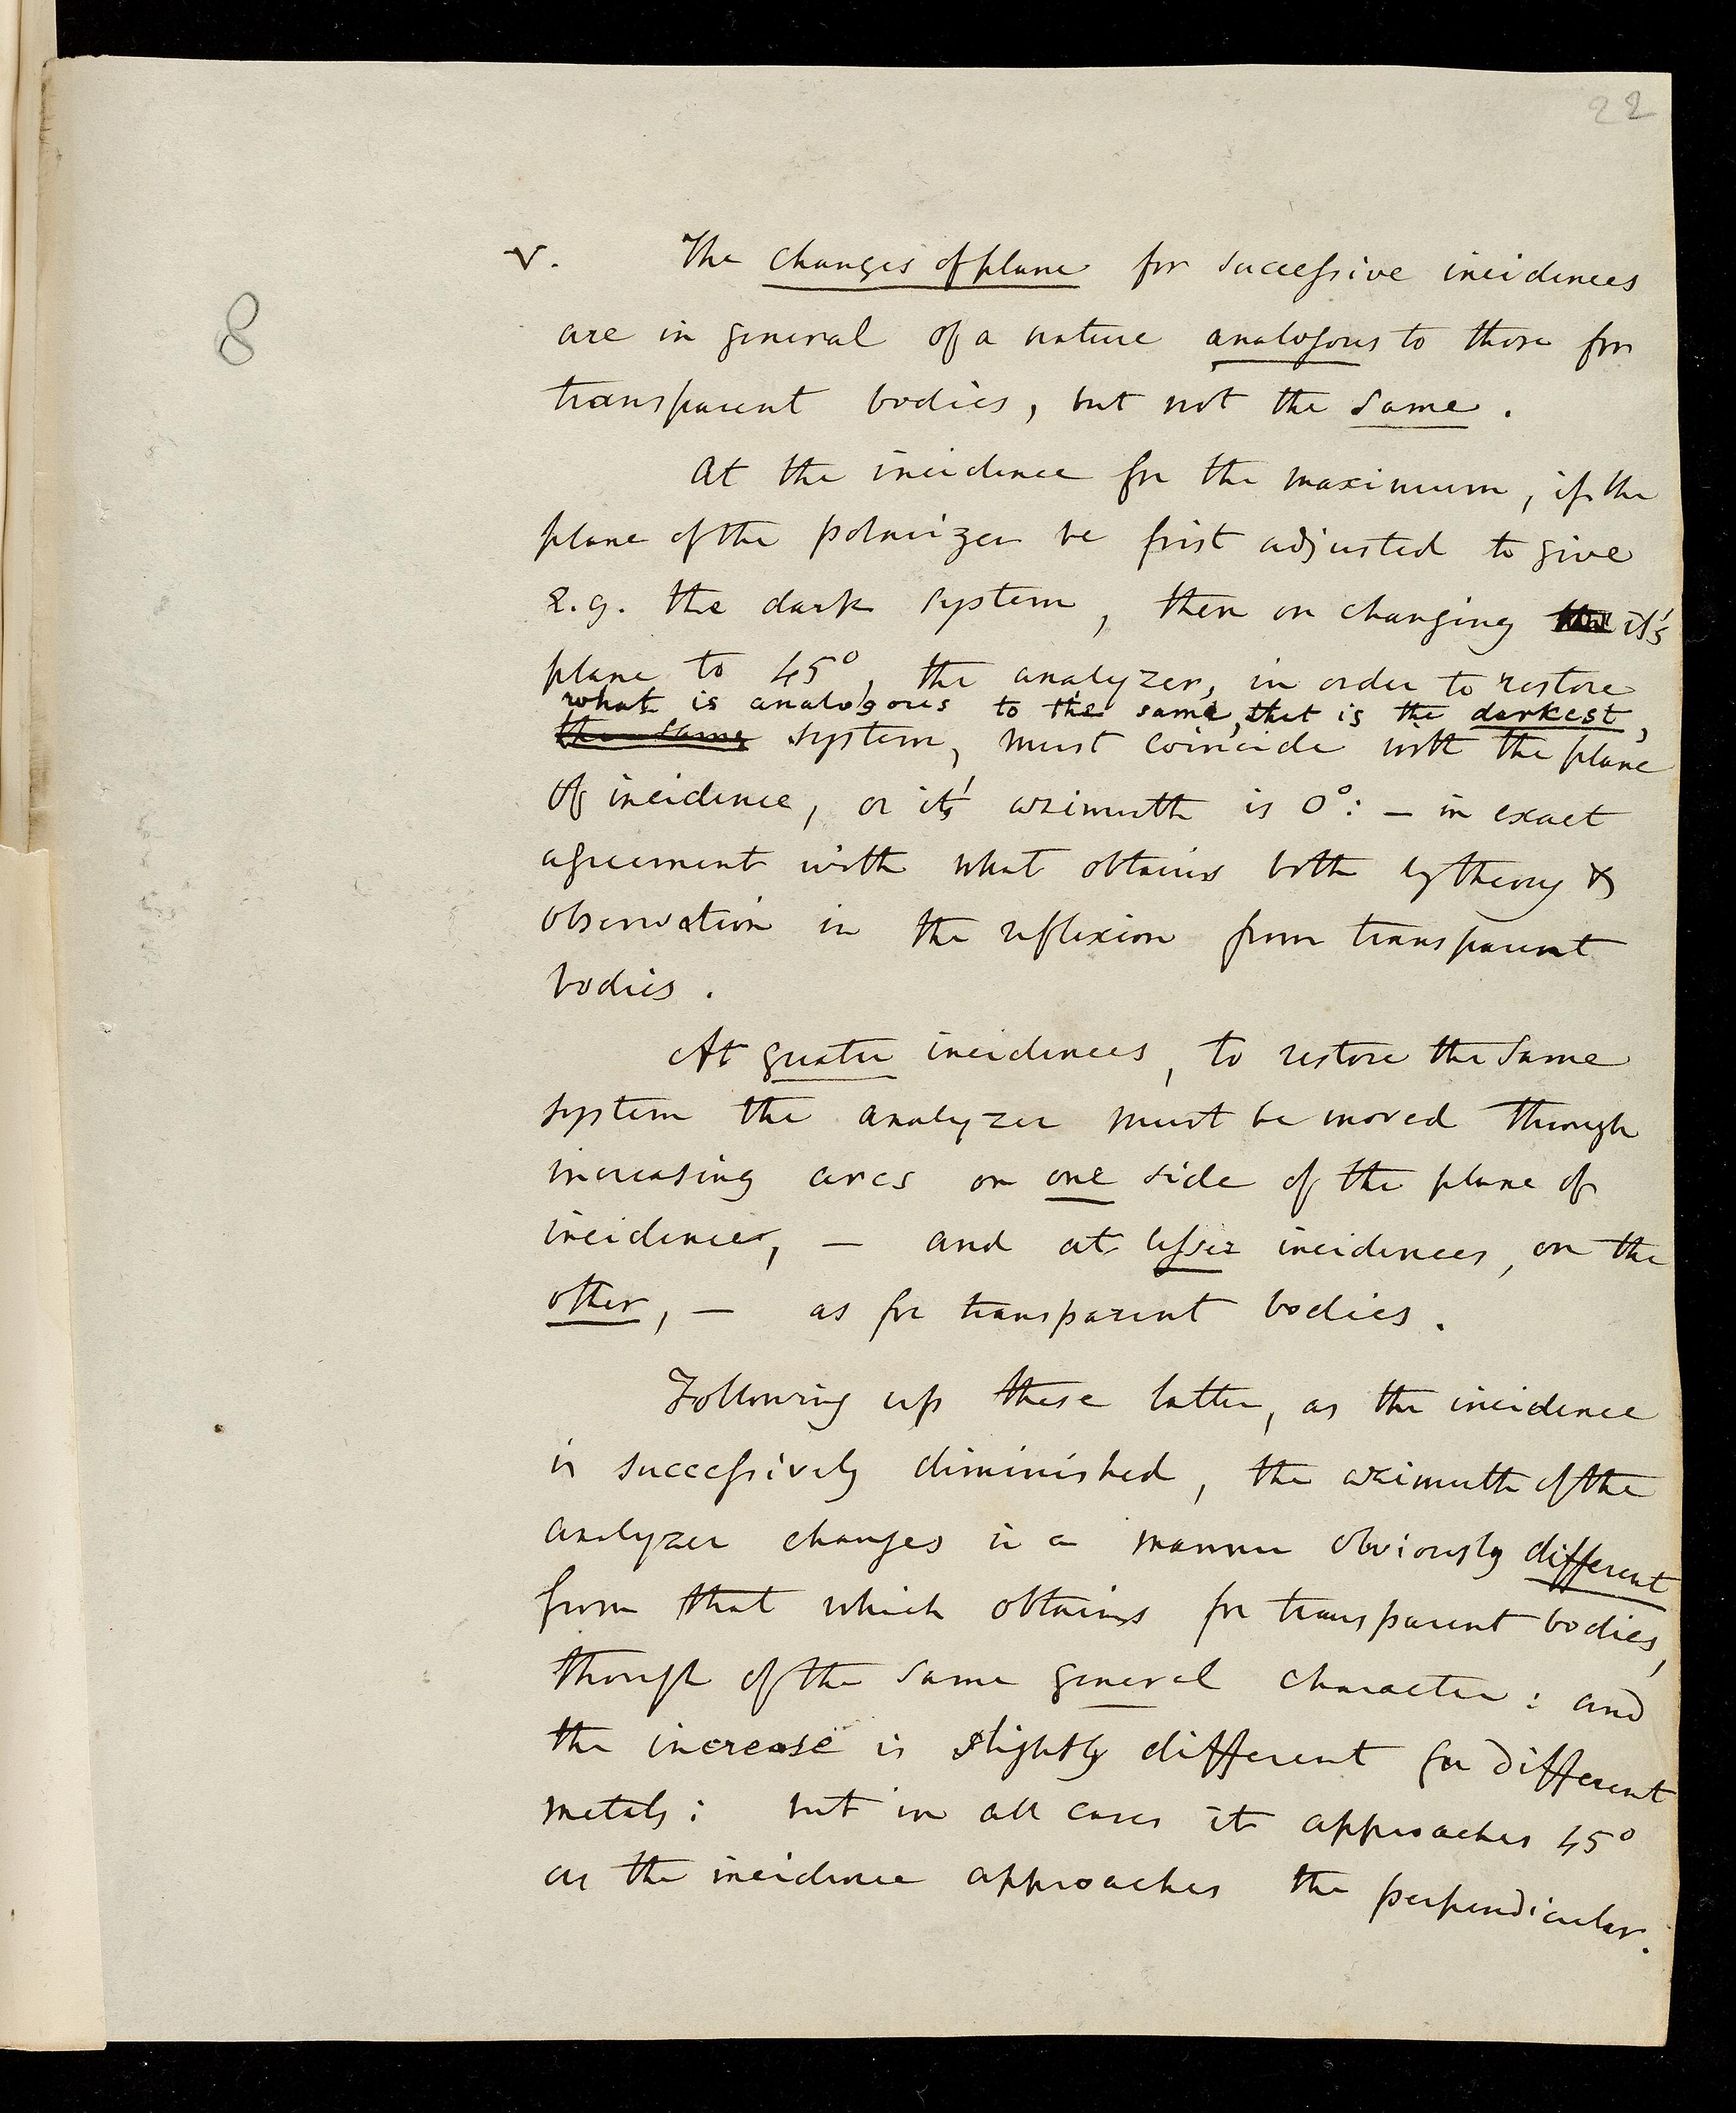 22
v. The changes of plane for successive incidences
8
are in general of a nature analogous to those for
transparent bodies, but not the same.
At the incidence for the maximum, if the
plane of the polarizer be first adjusted to give
e.g. the dark system, then on changing the it's
plane to 45°, the analyzer, in order to restore
what is analogous to the same, that is the darkest,
the same system, must coincide with the plane
of incidence, or it's azimuth is 0°: – in exact
agreement with what obtains both by theory &
observation in the reflexion from transparent
bodies.
At greater incidences, to restore the same
system the analyzer must be moved through
increasing arcs on one side of the plane of
incidence, – and at lesser incidences, on the
other, – as for transparent bodies.
Following up these latter, as the incidence
is successively diminished, the azimuth of the
analyzer changes in a manner obviously different
from that which obtains for transparent bodies,
though of the same general character: and
the increase is slightly different for different
metals: but in all cases it approaches 45°
as the incidence approaches the perpendicular.